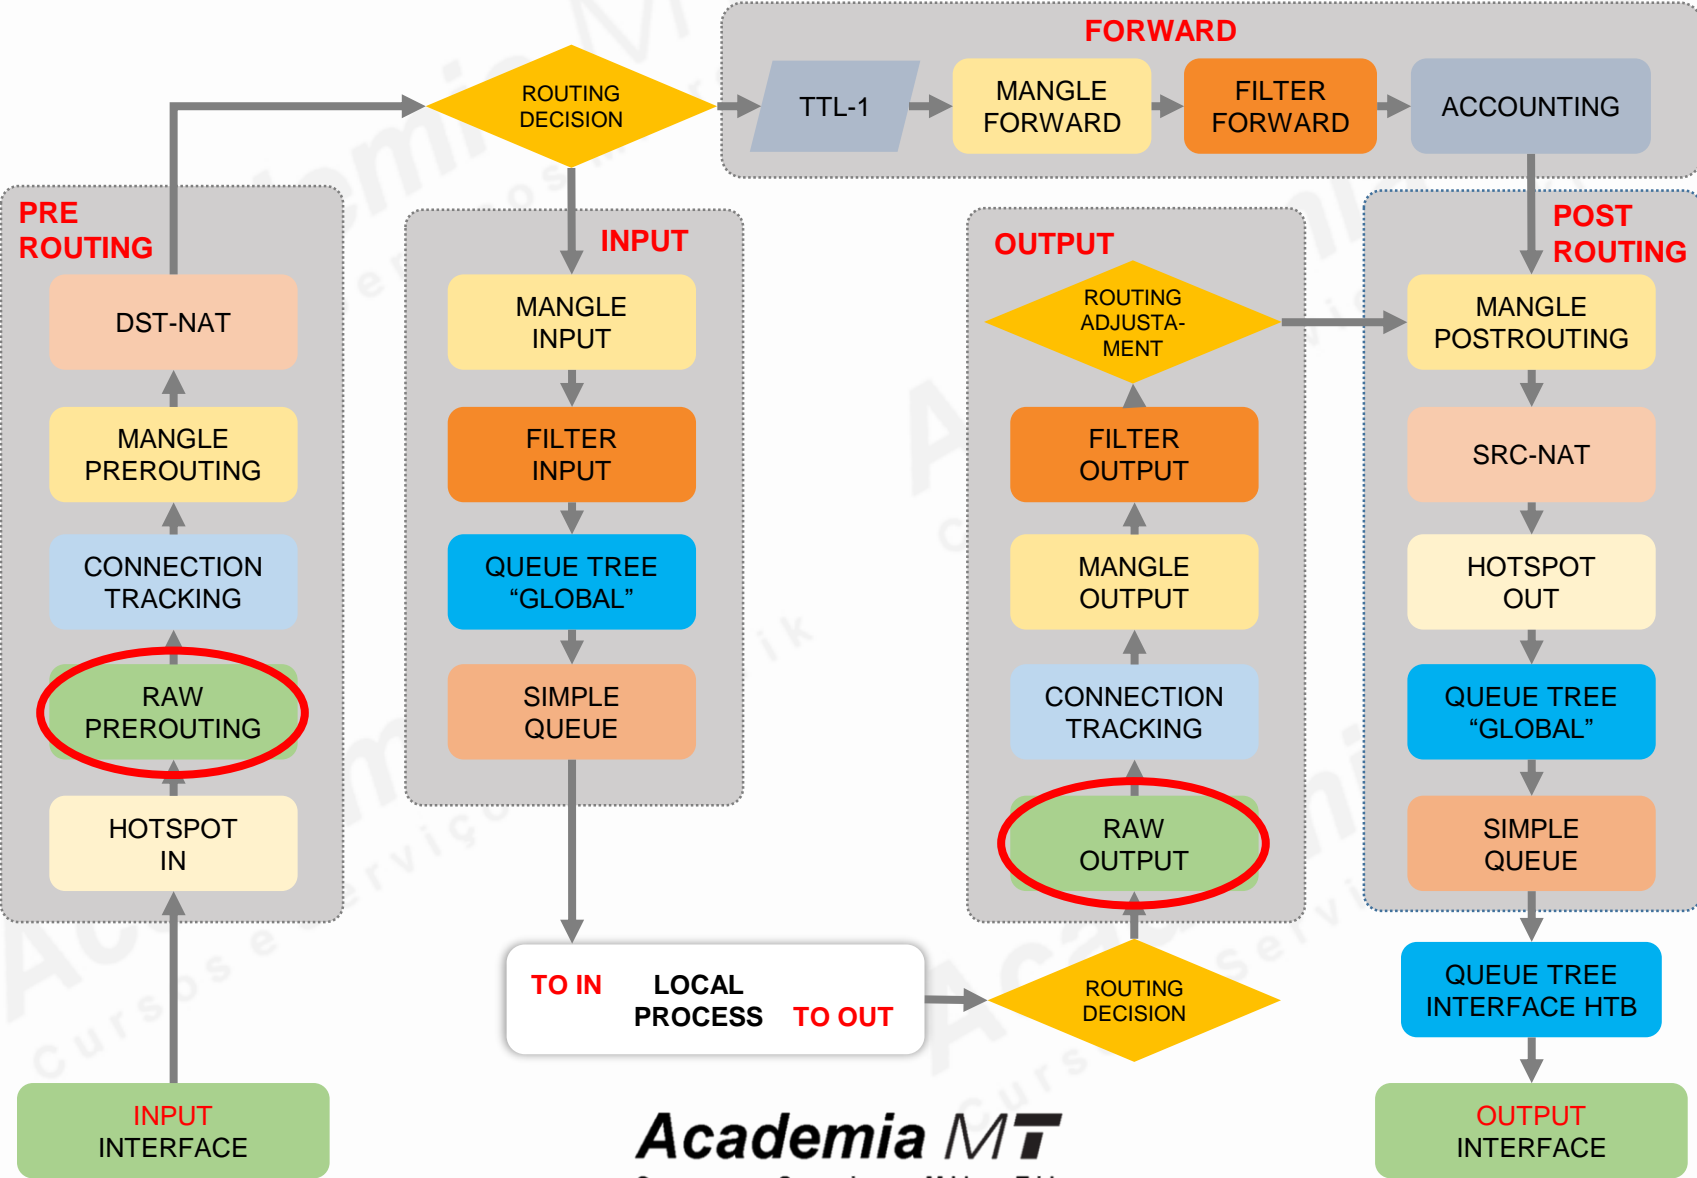 FORWARD
ROUTING
DECISION
TTL-1
MANGLE
FORWARD
FILTER
FORWARD
ACCOUNTING
PRE
ROUTING
DST-NAT
MANGLE
PREROUTING
CONNECTION
TRACKING
RAW
PREROUTING
HOTSPOT
IN
INPUT
INTERFACE
INPUT
MANGLE
INPUT
FILTER
INPUT
QUEUE TREE
“GLOBAL”
SIMPLE
QUEUE
TO IN
LOCAL
PROCESS
TO OUT
ROUTING
DECISION
OUTPUT
ROUTING
ADJUSTA-
MENT
FILTER
OUTPUT
MANGLE
OUTPUT
CONNECTION
TRACKING
RAW
OUTPUT
POST
ROUTING
MANGLE
POSTROUTING
SRC-NAT
HOTSPOT
OUT
QUEUE TREE
“GLOBAL”
SIMPLE
QUEUE
QUEUE TREE
INTERFACE HTB
OUTPUT
INTERFACE
Academia MT